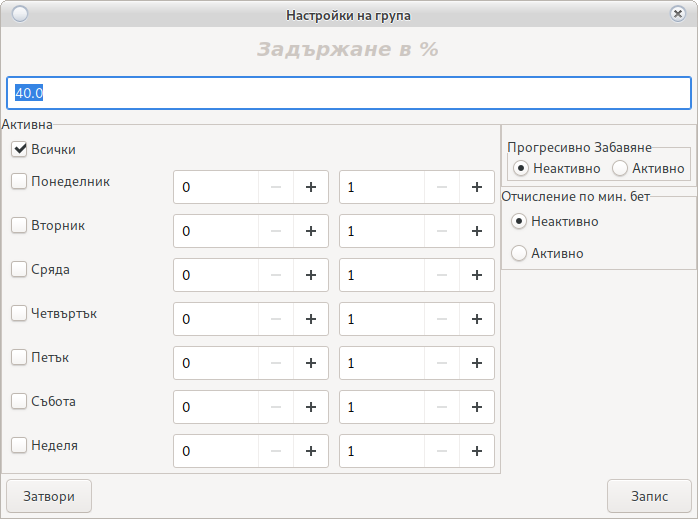 Настройки на група
Задържане в %
40.0
Активна
Всички
Понеделник 0 1
Вторник 0 1
Сряда 0 1
Четвъртък 0 1
Петък 0 1
Събота 0 1
Неделя 0 1
Прогресивно Забавяне
Неактивно Активно
Отчисление по мин. бет
Неактивно
Активно
Затвори Запис